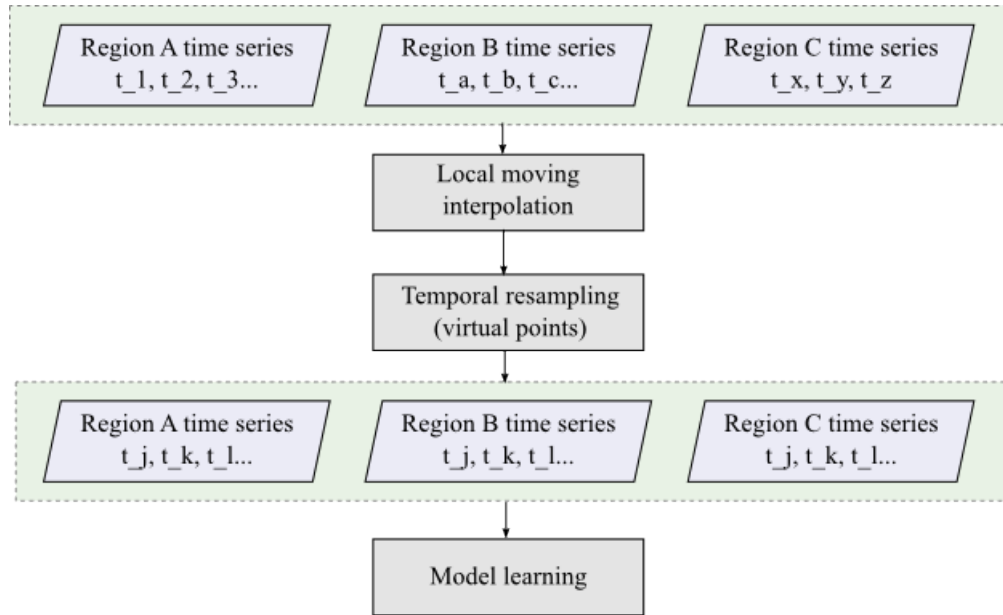 Region A time series
t_1, t_2, t_3...
Region B time series
t_a, t_b, t_c...
Region C time series
t_x, t_y, t_z
Local moving
interpolation
Temporal resampling
(virtual points)
Region A time series
t_j, t_k, t_l...
Region B time series
t_j, t_k, t_l...
Region C time series
t_j, t_k, t_l...
Model learning